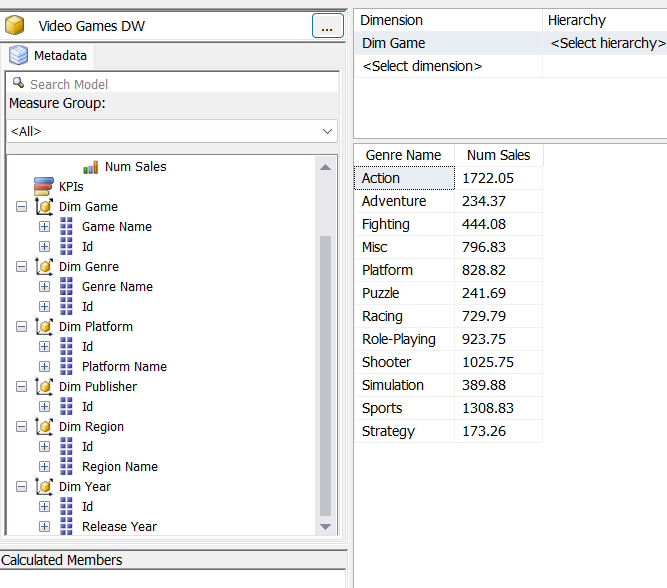 Video Games DW
...
Metadata
Search Model
Measure Group:
<All>
Num Sales
KPIs
Dim Game
Game Name
Id
Dim Genre
Genre Name
Id
Dim Platform
Id
Platform Name
Dim Publisher
Id
Dim Region
Id
Region Name
Dim Year
Id
Release Year
Calculated Members
Dimension Hierarchy
Dim Game <Select hierarchy>
<Select dimension>
Genre Name Num Sales
Action 1722.05
Adventure 234.37
Fighting 444.08
Misc 796.83
Platform 828.82
Puzzle 241.69
Racing 729.79
Role-Playing 923.75
Shooter 1025.75
Simulation 389.88
Sports 1308.83
Strategy 173.26